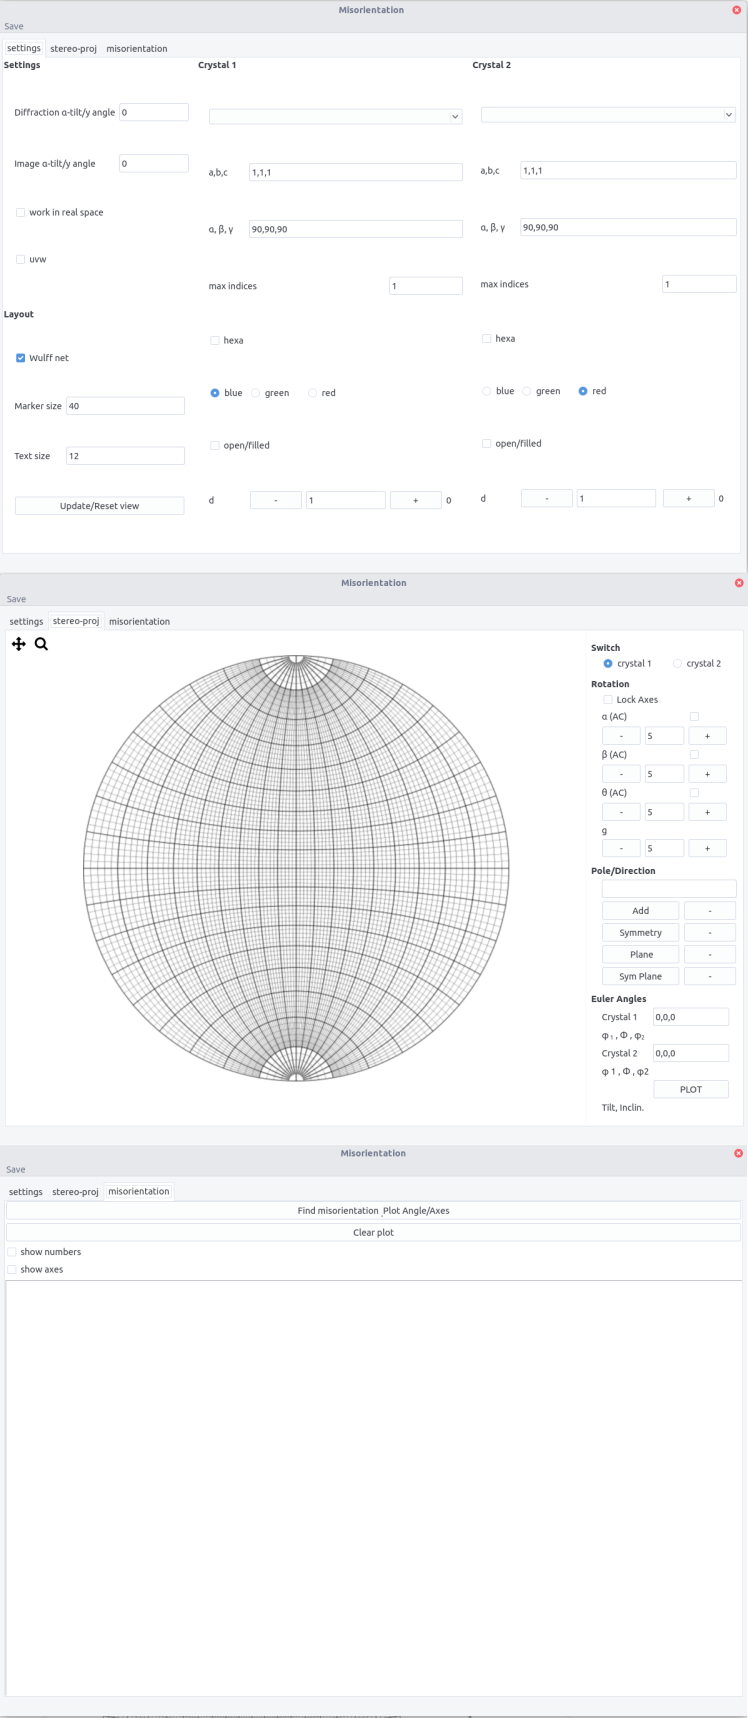 Misorientation
Save
settings stereo-proj misorientation
Settings Crystal 1 Crystal 2
Diffraction α-tilt/y angle 0
Image α-tilt/y angle 0
a,b,c 1,1,1 a,b,c 1,1,1
work in real space
α, β, γ 90,90,90 α, β, γ 90,90,90
uvw
max indices 1 max indices 1
Layout
hexa hexa
Wulff net
blue green red blue green red
Marker size 40
open/filled open/filled
Text size 12
d - 1 + 0 d - 1 + 0
Update/Reset view
Misorientation
Save
settings stereo-proj misorientation
Switch
crystal 1 crystal 2
Rotation
Lock Axes
α (AC)
- 5 +
β (AC)
- 5 +
θ (AC)
- 5 +
g
- 5 +
Pole/Direction
Add -
Symmetry -
Plane -
Sym Plane -
Euler Angles
Crystal 1 0,0,0
φ₁ , Φ , φ₂
Crystal 2 0,0,0
φ 1 , Φ , φ2
PLOT
Tilt, Inclin.
Misorientation
Save
settings stereo-proj misorientation
Find misorientation Plot Angle/Axes
Clear plot
show numbers
show axes